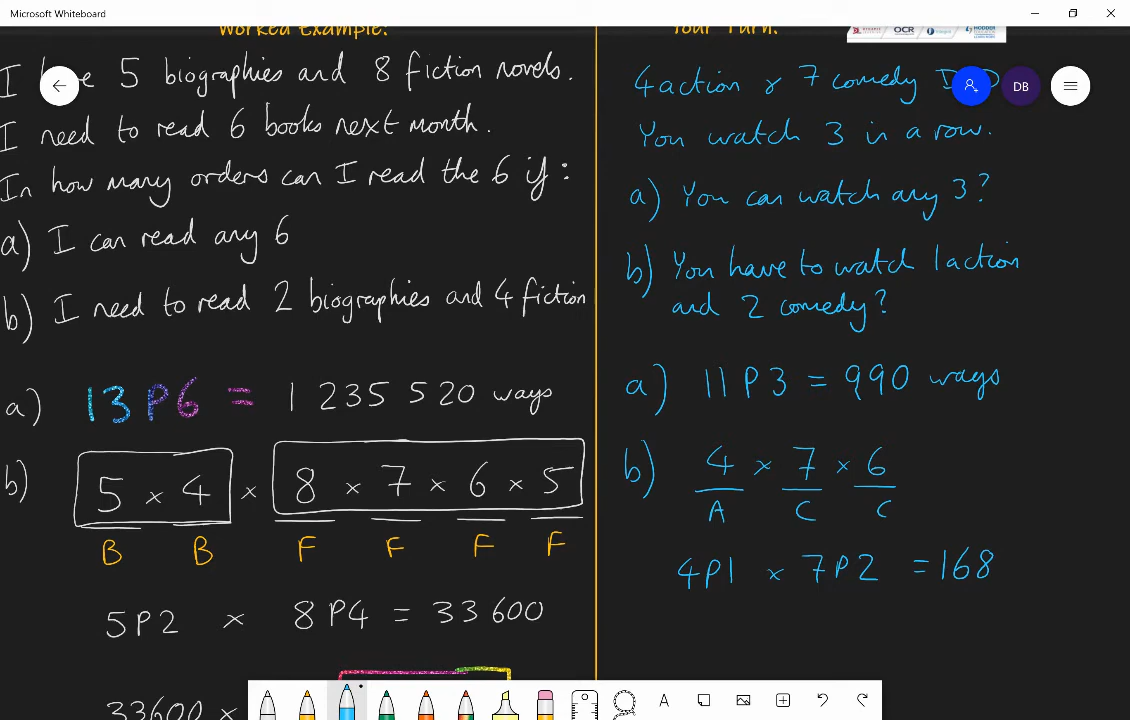 Microsoft Whiteboard
Worked Example:
I have 5 biographies and 8 fiction novels.
I need to read 6 books next month.
In how many orders can I read the 6 if:
a) I can read any 6
b) I need to read 2 biographies and 4 fiction
a) 13P6 = 1 235 520 ways
b) 5 × 4 × 8 × 7 × 6 × 5
B B F F F F
5P2 × 8P4 = 33 600
33600 ×
Your Turn:
OCR
4 action & 7 comedy
DB
You watch 3 in a row.
a) You can watch any 3?
b) You have to watch 1 action
and 2 comedy?
a) 11P3 = 990 ways
b) 4 × 7 × 6
A C C
4P1 × 7P2 = 168
A